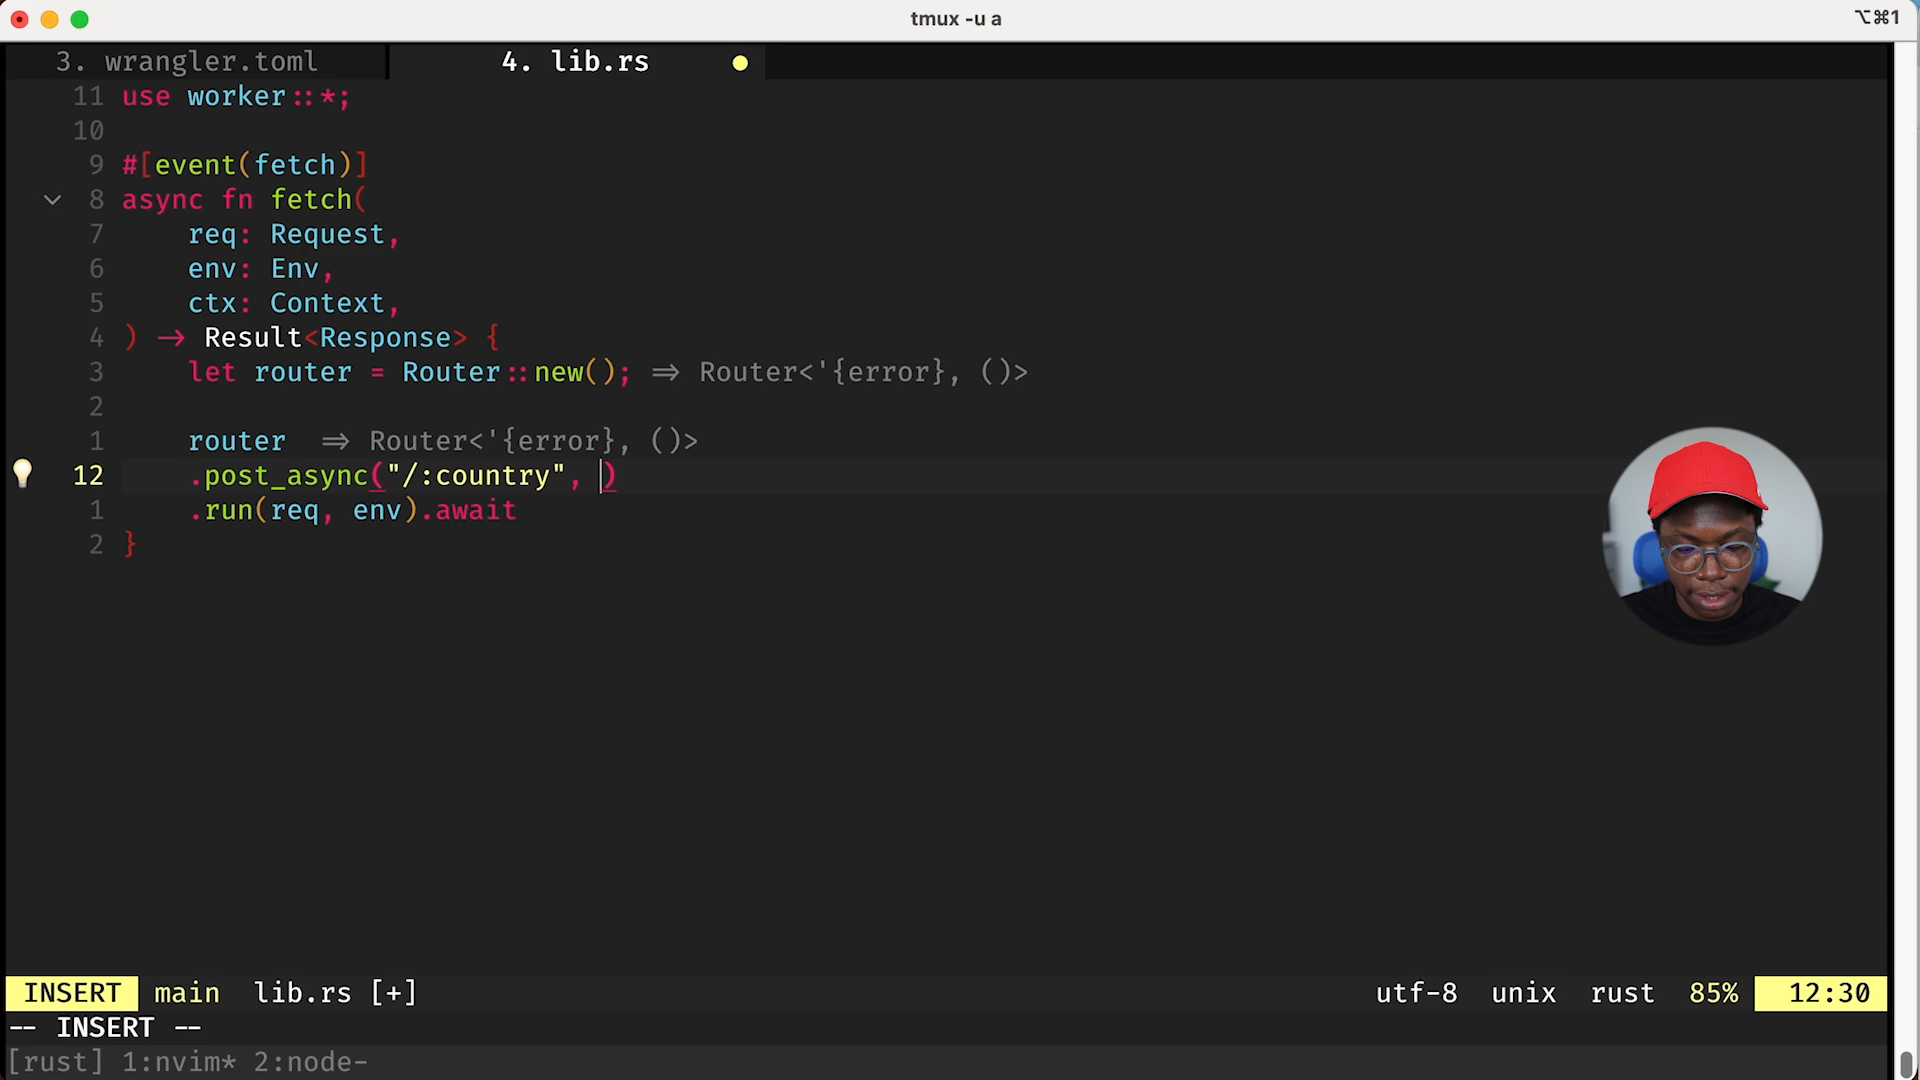 tmux -u a
⌥⌘1
3. wrangler.toml 4. lib.rs
11 use worker::*;
10
9 #[event(fetch)]
8 async fn fetch(
7 req: Request,
6 env: Env,
5 ctx: Context,
4 ) -> Result<Response> {
3 let router = Router::new(); => Router<'{error}, ()>
2
1 router => Router<'{error}, ()>
12 .post_async("/:country", )
1 .run(req, env).await
2 }
INSERT main lib.rs [+] utf-8 unix rust 85% 12:30
-- INSERT --
[rust] 1:nvim* 2:node-